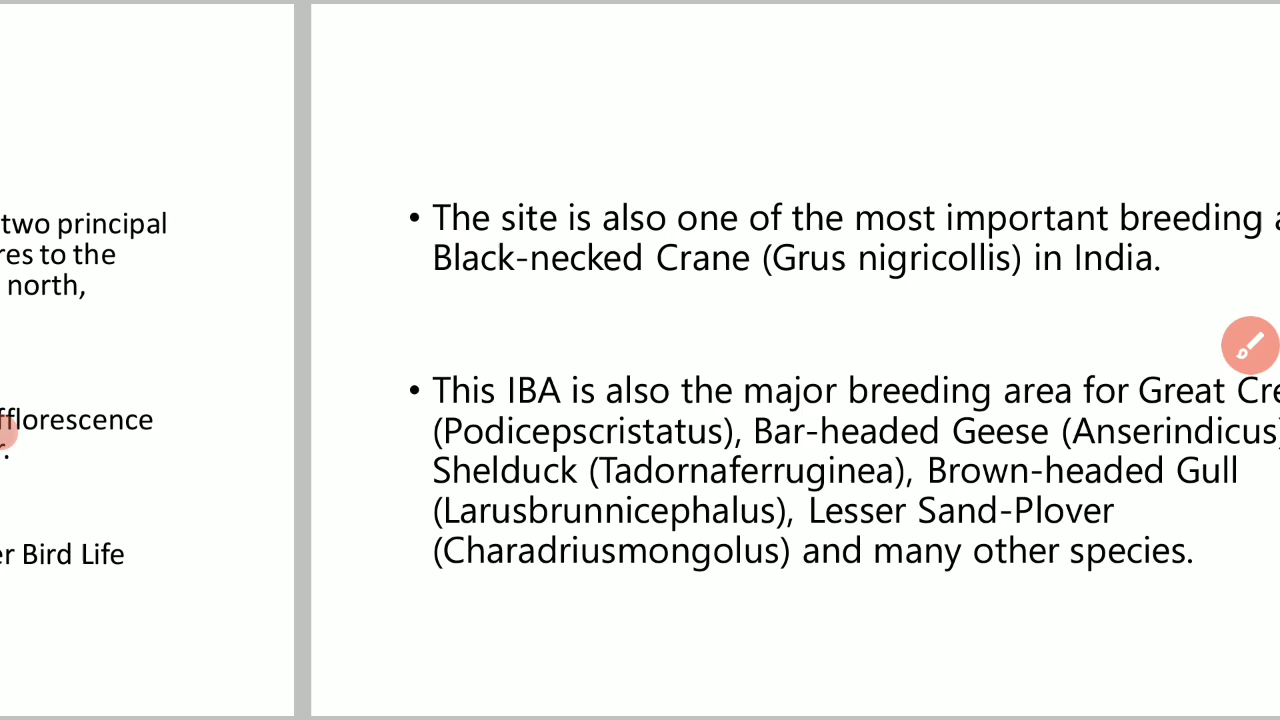 two principal
res to the
north,
fflorescence
r.
er Bird Life
• The site is also one of the most important breeding a
Black-necked Crane (Grus nigricollis) in India.
• This IBA is also the major breeding area for Great Cre
(Podicepscristatus), Bar-headed Geese (Anserindicus)
Shelduck (Tadornaferruginea), Brown-headed Gull
(Larusbrunnicephalus), Lesser Sand-Plover
(Charadriusmongolus) and many other species.